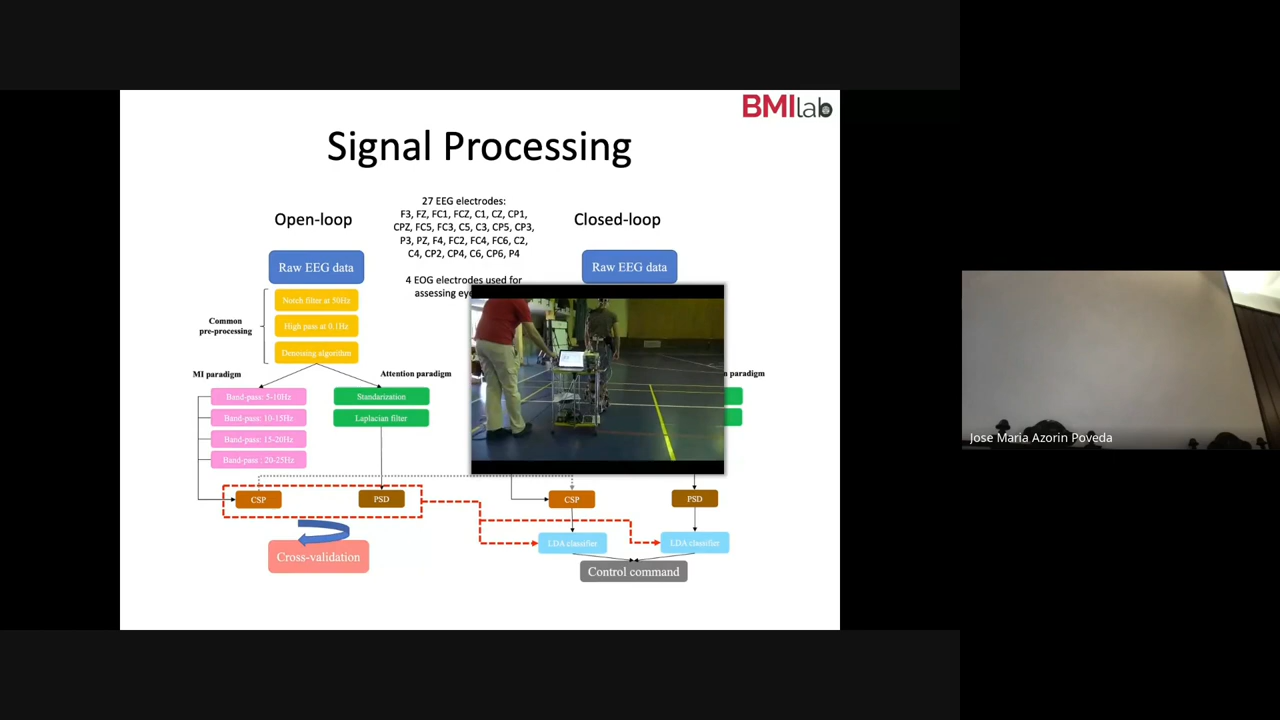 BMIlab
Signal Processing
27 EEG electrodes:
F3, FZ, FC1, FCZ, C1, CZ, CP1,
CPZ, FC5, FC3, C5, C3, CP5, CP3,
P3, PZ, F4, FC2, FC4, FC6, C2,
C4, CP2, CP4, C6, CP6, P4
4 EOG electrodes used for
assessing
Open-loop
Raw EEG data
Common
pre-processing
Notch filter at 50Hz
High pass at 0.1Hz
Denoising algorithm
MI paradigm
Attention paradigm
Band-pass: 5-10Hz
Band-pass: 10-15Hz
Band-pass: 15-20Hz
Band-pass : 20-25Hz
Standarization
Laplacian filter
CSP
PSD
Cross-validation
Closed-loop
Raw EEG data
paradigm
CSP
PSD
LDA classifier
LDA classifier
Control command
Jose Maria Azorin Poveda